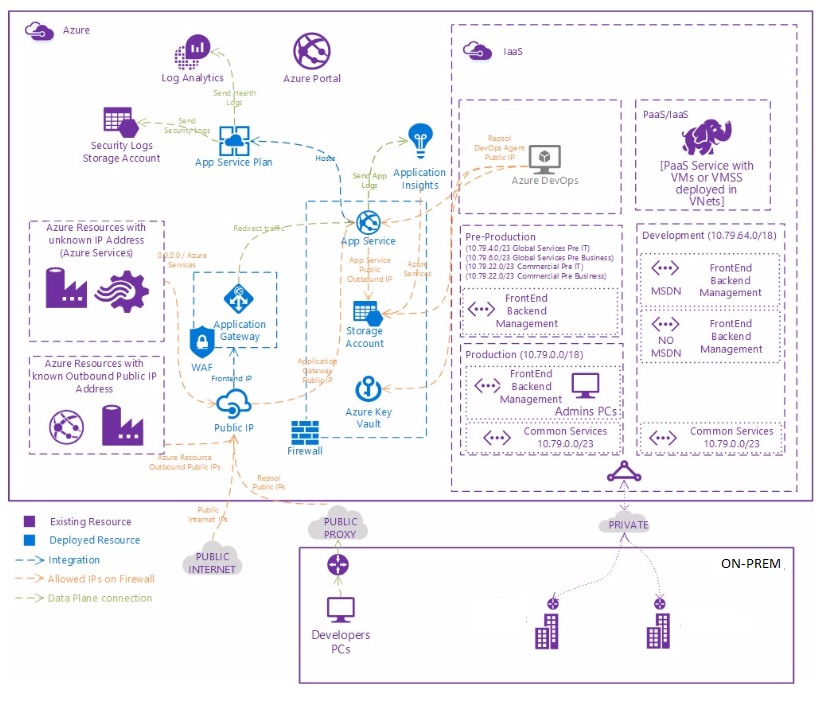 Azure
Log Analytics
Azure Portal
IaaS
Send Health
Logs
Send
Security Logs
Security Logs
Storage Account
App Service Plan
Hosts
Application
Insights
Send App
Logs
Repsol
DevOps Agent
Public IP
Azure DevOps
PaaS/IaaS
[PaaS Service with
VMs or VMSS
deployed in
VNets]
Azure Resources with
unknown IP Address
(Azure Services)
0.0.0.0 / Azure
Services
Redirect traffic
App Service
App Service
Public
Outbound IP
Azure
Services
Application
Gateway
WAF
Frontend IP
Storage
Account
Application
Gateway
Public IP
Azure Resources with
known Outbound Public IP
Address
Public IP
Azure Key
Vault
Firewall
Azure Resource
Outbound Public IPs
Repsol
Public IPs
Public
Internet IPs
Pre-Production
(10.79.4.0/23 Global Services Pre IT)
(10.79.6.0/23 Global Services Pre Business)
(10.79.22.0/23 Commercial Pre IT)
(10.79.22.0/23 Commercial Pre Business)
FrontEnd
Backend
Management
Production (10.79.0.0/18)
FrontEnd
Backend
Management
Admins PCs
Common Services
10.79.0.0/23
Development (10.79.64.0/18)
MSDN
FrontEnd
Backend
Management
NO
MSDN
FrontEnd
Backend
Management
Common Services
10.79.0.0/23
Existing Resource
Deployed Resource
Integration
Allowed IPs on Firewall
Data Plane connection
PUBLIC
INTERNET
PUBLIC
PROXY
PRIVATE
ON-PREM
Developers
PCs